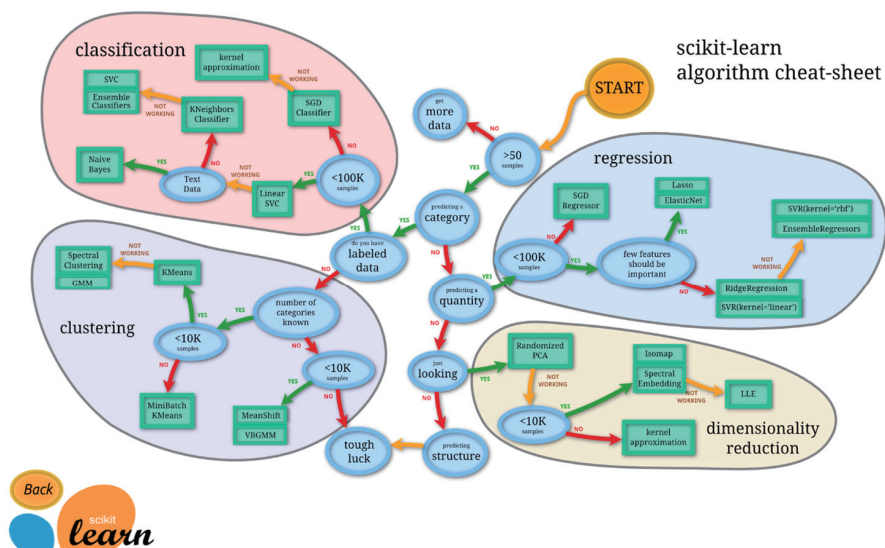 scikit-learn
algorithm cheat-sheet
START
>50
samples
NO
get
more
data
YES
predicting a
category
YES
do you have
labeled
data
YES
classification
<100K
samples
YES
Linear
SVC
NOT
WORKING
Text
Data
YES
Naive
Bayes
NO
KNeighbors
Classifier
NOT
WORKING
SVC
Ensemble
Classifiers
NO
SGD
Classifier
NOT
WORKING
kernel
approximation
NO
clustering
number of
categories
known
YES
<10K
samples
YES
KMeans
NOT
WORKING
Spectral
Clustering
GMM
NO
MiniBatch
KMeans
NO
<10K
samples
YES
MeanShift
VBGMM
NO
tough
luck
NO
predicting a
quantity
YES
regression
<100K
samples
NO
SGD
Regressor
YES
few features
should be
important
YES
Lasso
ElasticNet
NO
RidgeRegression
SVR(kernel='linear')
NOT
WORKING
SVR(kernel='rbf')
EnsembleRegressors
NO
just
looking
YES
dimensionality
reduction
Randomized
PCA
NOT
WORKING
<10K
samples
YES
Isomap
Spectral
Embedding
NOT
WORKING
LLE
NO
kernel
approximation
NO
predicting
structure
Back
scikit
learn